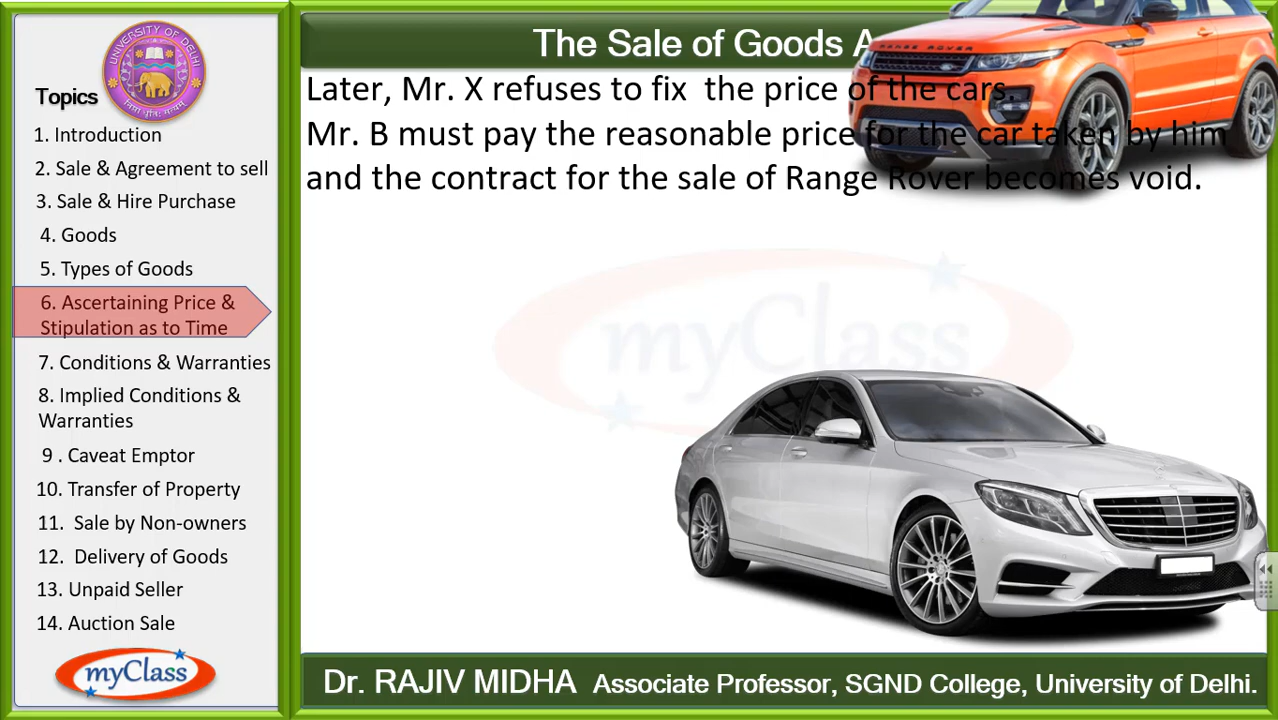 UNIVERSITY OF DELHI
Topics
1. Introduction
2. Sale & Agreement to sell
3. Sale & Hire Purchase
4. Goods
5. Types of Goods
6. Ascertaining Price &
Stipulation as to Time
7. Conditions & Warranties
8. Implied Conditions &
Warranties
9 . Caveat Emptor
10. Transfer of Property
11. Sale by Non-owners
12. Delivery of Goods
13. Unpaid Seller
14. Auction Sale
myClass
The Sale of Goods A
RANGE ROVER
Later, Mr. X refuses to fix the price of the cars.
Mr. B must pay the reasonable price for the car taken by him
and the contract for the sale of Range Rover becomes void.
myClass
Dr. RAJIV MIDHA Associate Professor, SGND College, University of Delhi.